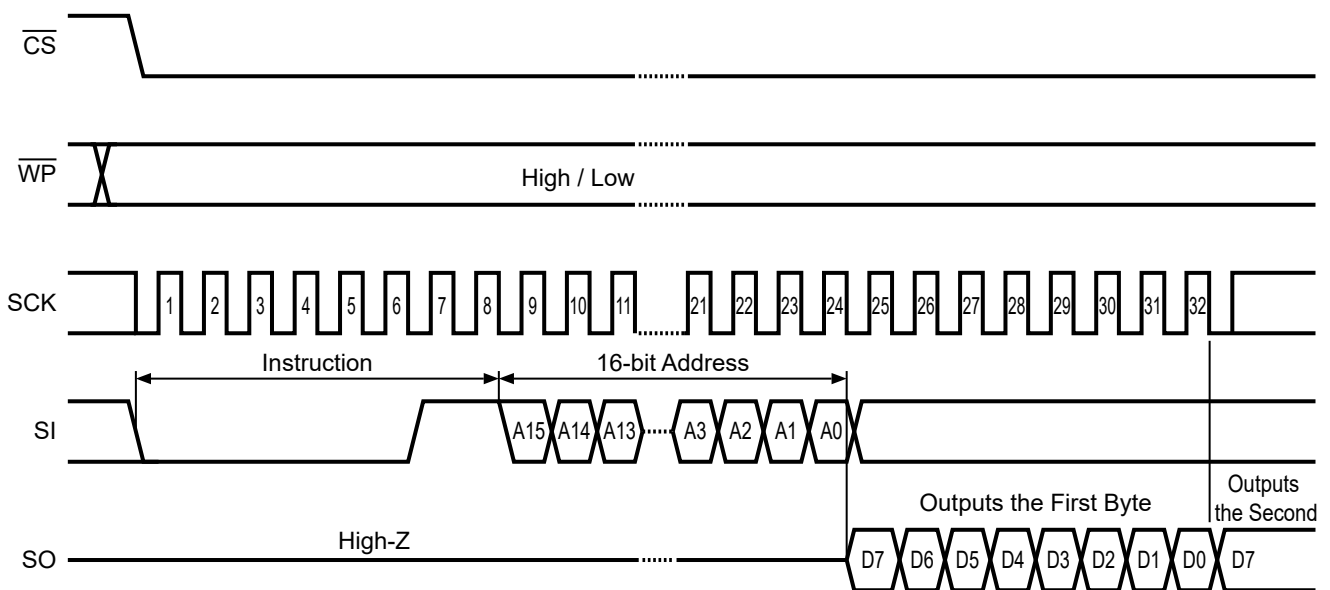 CS
WP
High / Low
SCK
1 2 3 4 5 6 7 8 9 10 11 21 22 23 24 25 26 27 28 29 30 31 32
Instruction
16-bit Address
SI
A15 A14 A13 A3 A2 A1 A0
Outputs the First Byte
Outputs
the Second
High-Z
SO
D7 D6 D5 D4 D3 D2 D1 D0 D7